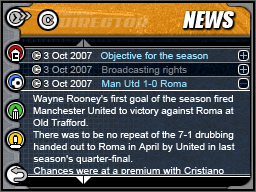 DIRECTOR
NEWS
3 Oct 2007 Objective for the season
3 Oct 2007 Broadcasting rights
3 Oct 2007 Man Utd 1-0 Roma
Wayne Rooney's first goal of the season fired
Manchester United to victory against Roma at
Old Trafford.
There was to be no repeat of the 7-1 drubbing
handed out to Roma in April by United in last
season's quarter-final.
Chances were at a premium with Cristiano